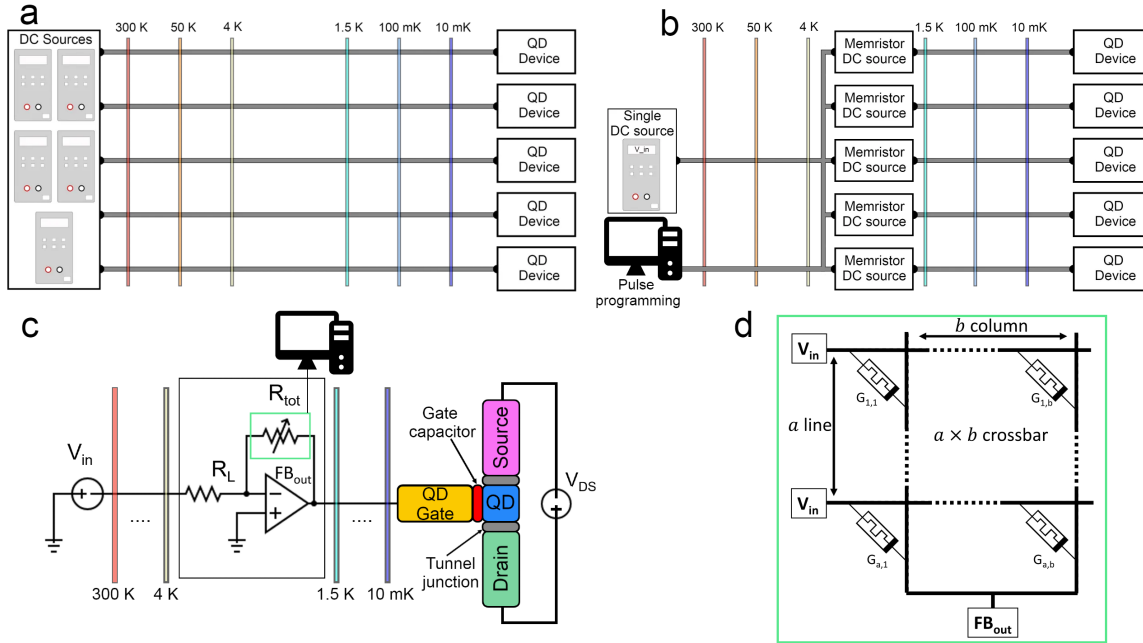 a
300 K 50 K 4 K 1.5 K 100 mK 10 mK
DC Sources
QD
Device
QD
Device
QD
Device
QD
Device
QD
Device
b
300 K 50 K 4 K 1.5 K 100 mK 10 mK
Single
DC source
V_in
Pulse
programming
Memristor
DC source
Memristor
DC source
Memristor
DC source
Memristor
DC source
Memristor
DC source
QD
Device
QD
Device
QD
Device
QD
Device
QD
Device
c
V_in
R_L
R_tot
FB_out
....
....
300 K 4 K 1.5 K 10 mK
Gate
capacitor
QD
Gate
QD
Source
Drain
Tunnel
junction
V_DS
d
b column
V_in
G_1,1
G_1,b
a line
a × b crossbar
V_in
G_a,1
G_a,b
FB_out